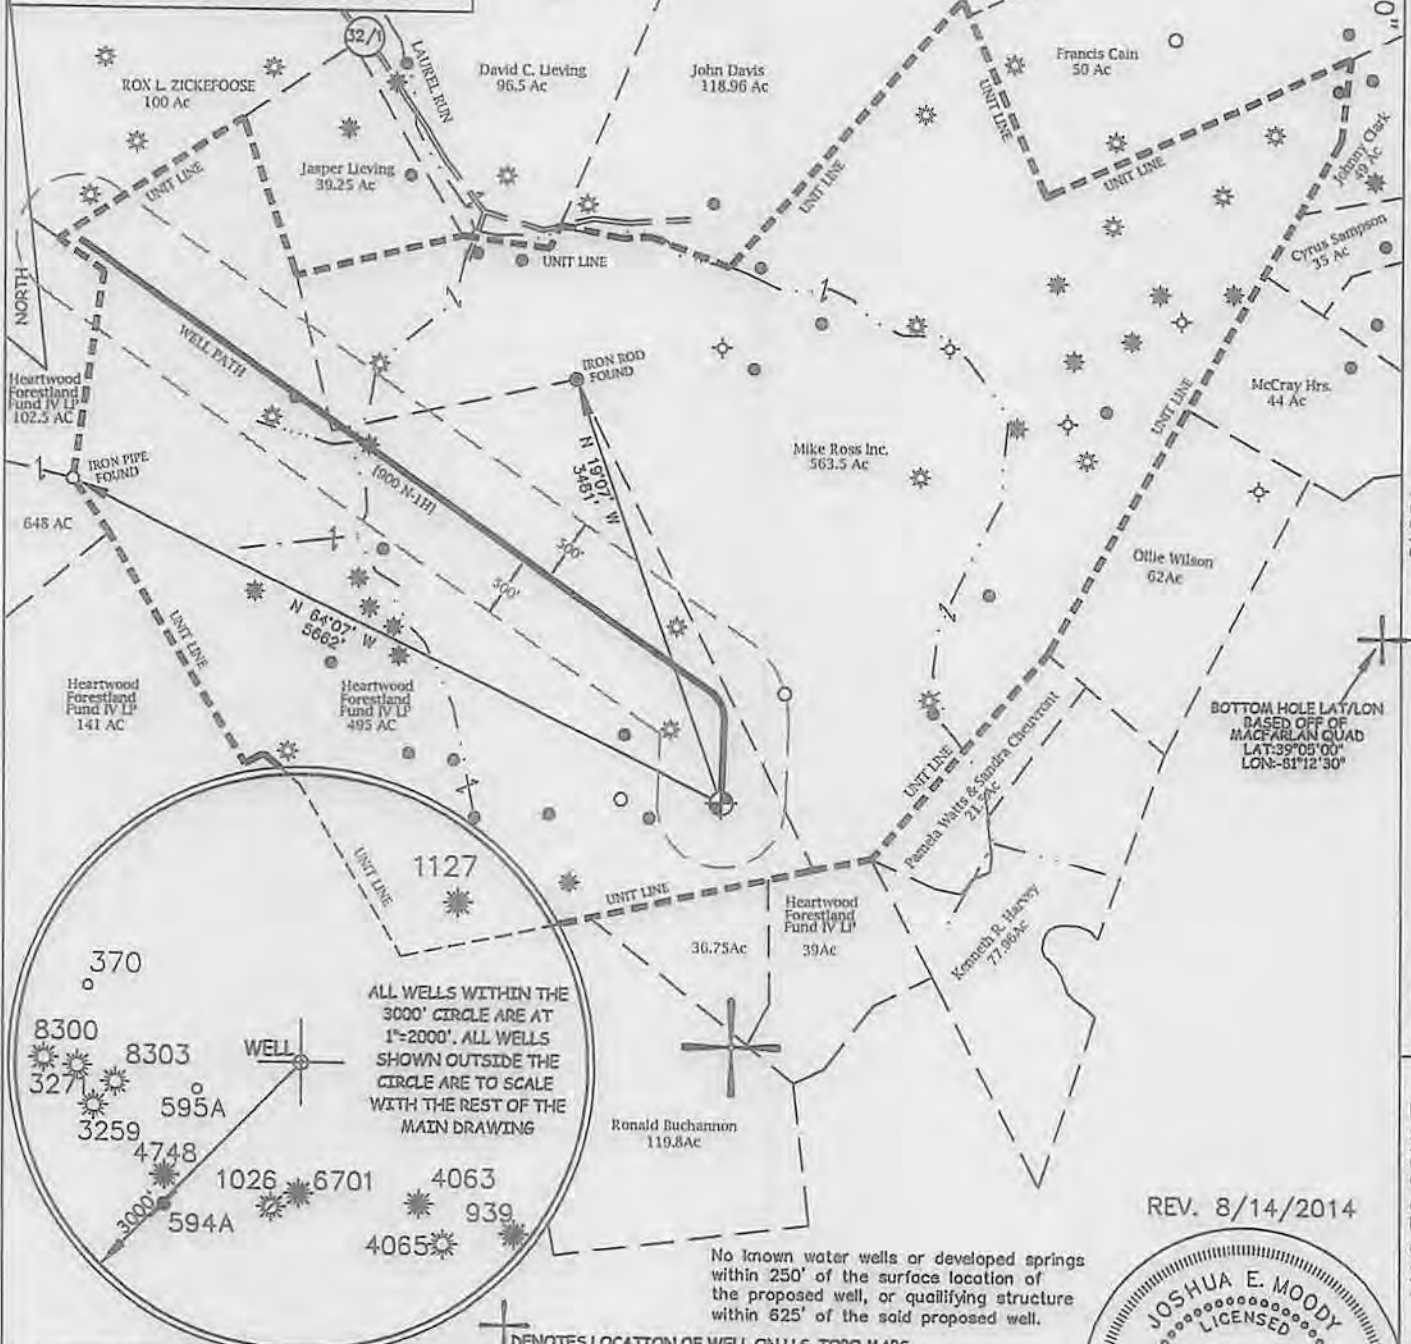 0"
32/1
LAUREL RUN
ROX L. ZICKEFOOSE
100 Ac
David C. Lieving
96.5 Ac
John Davis
118.96 Ac
Francis Cain
50 Ac
Jasper Lieving
39.25 Ac
Johnny Clark
49 Ac
UNIT LINE
UNIT LINE
UNIT LINE
UNIT LINE
UNIT LINE
Cyrus Sampson
35 Ac
NORTH
WELL PATH
IRON ROD
FOUND
Heartwood
Forestland
Fund IV LP
102.5 AC
McCray Hrs.
44 Ac
UNIT LINE
Mike Ross Inc.
563.5 Ac
IRON PIPE
FOUND
N 19°07' W
3461'
(900 N-1H)
648 AC
500'
500'
Ollie Wilson
62Ac
N 64°07' W
5662'
UNIT LINE
Heartwood
Forestland
Fund IV LP
141 AC
Heartwood
Forestland
Fund IV LP
495 AC
BOTTOM HOLE LAT/LON
BASED OFF OF
MACFARLAN QUAD
LAT:39°05'00"
LON:-81°12'30"
UNIT LINE
Pamela Watts & Sandra Cheuvront
UNIT LINE
UNIT LINE
Heartwood
Forestland
Fund IV LP
39Ac
36.75Ac
Kenneth R. Harvey
77.96Ac
1127
370
8300
8303
3271
595A
3259
4748
594A
1026
6701
4063
939
4065
WELL
3000'
ALL WELLS WITHIN THE
3000' CIRCLE ARE AT
1"=2000'. ALL WELLS
SHOWN OUTSIDE THE
CIRCLE ARE TO SCALE
WITH THE REST OF THE
MAIN DRAWING
Ronald Buchannon
119.8Ac
REV. 8/14/2014
No known water wells or developed springs
within 250' of the surface location of
the proposed well, or quailifying structure
within 625' of the said proposed well.
JOSHUA E. MOODY
LICENSED
DENOTES LOCATION OF WELL ON U.S. TOPO MAPS